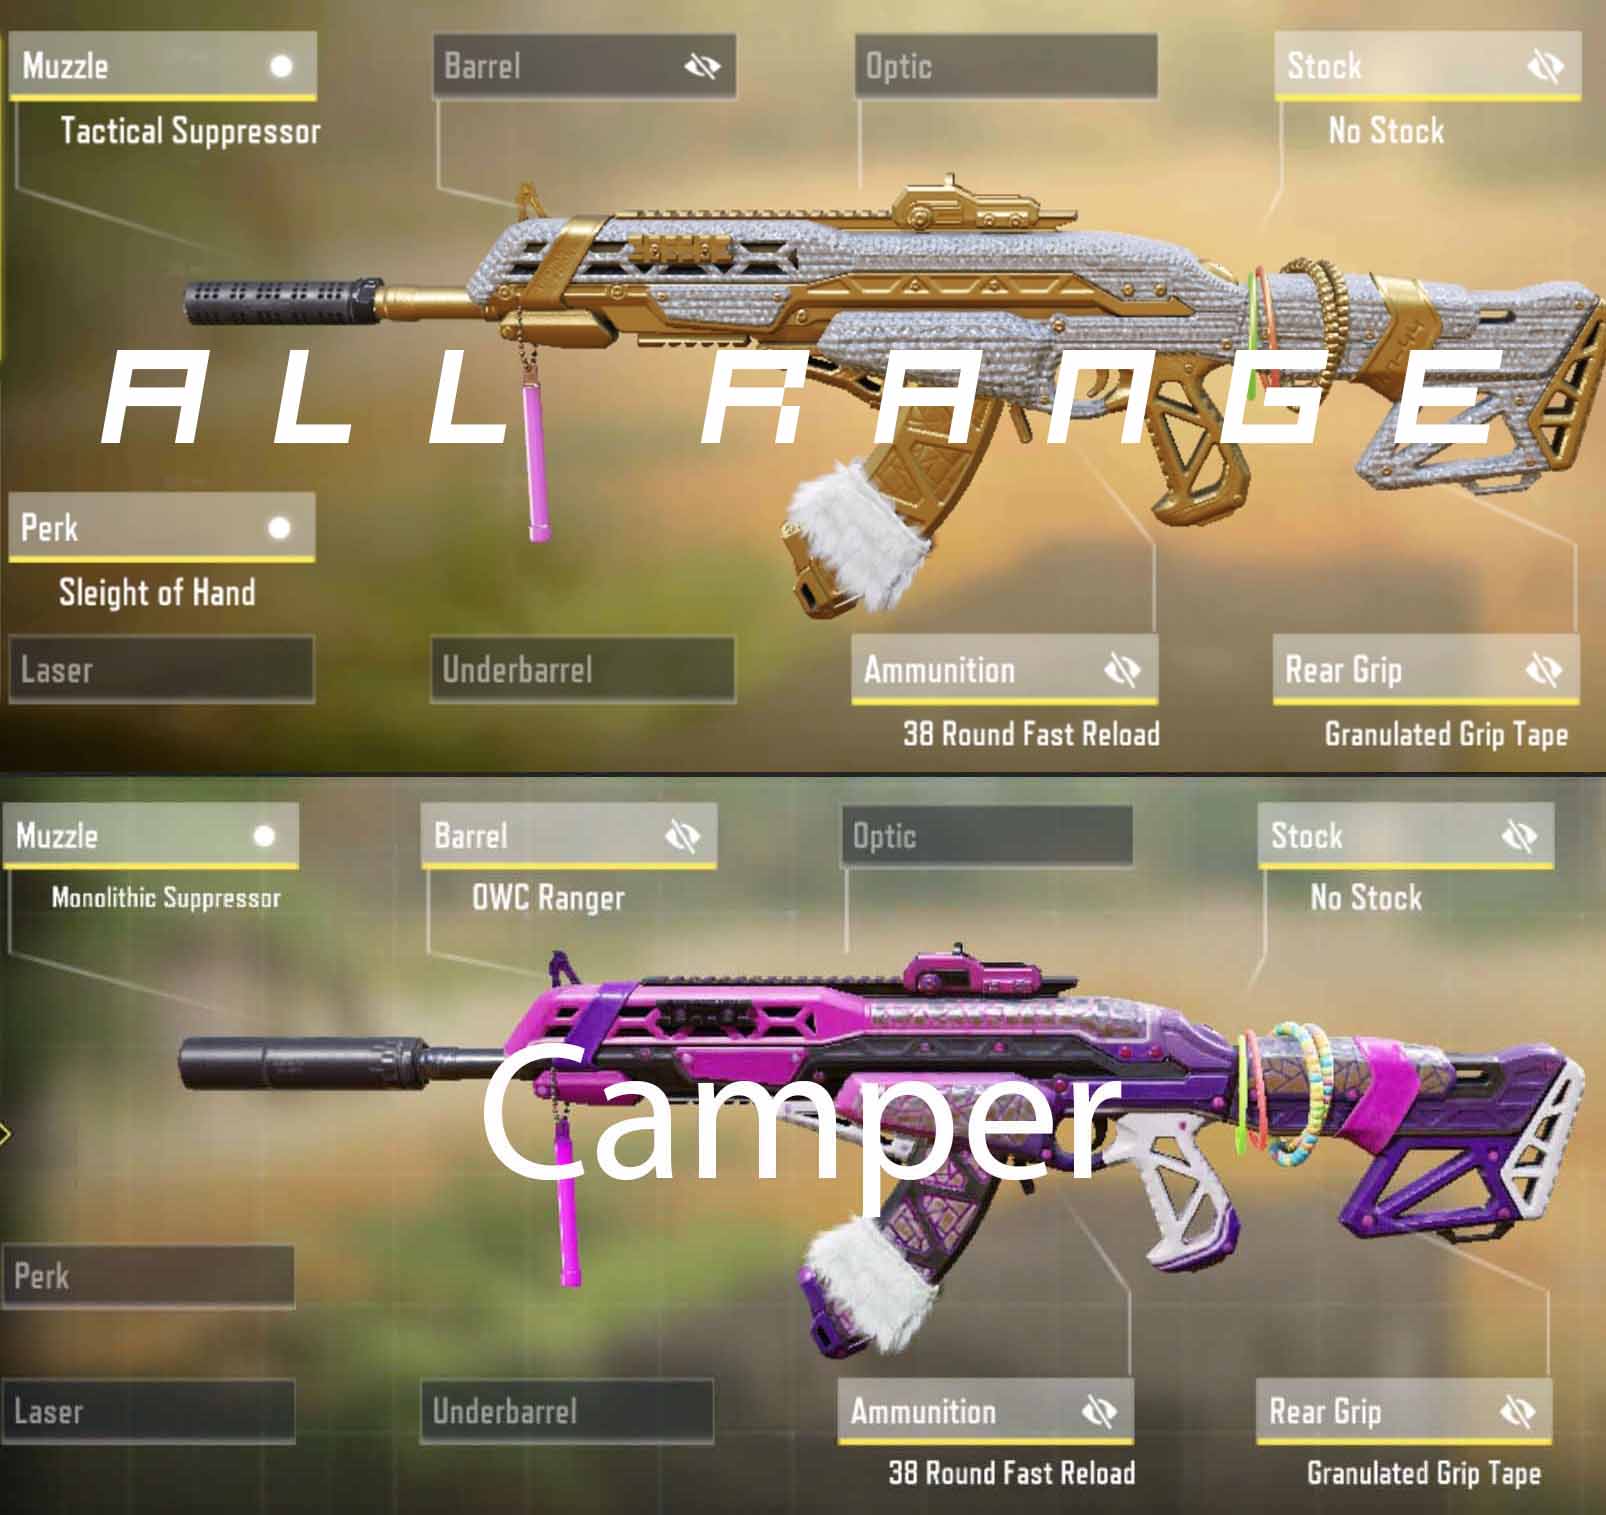 Muzzle
Barrel
Optic
Stock
Tactical Suppressor
No Stock
ALL RANGE
Perk
Sleight of Hand
Laser
Underbarrel
Ammunition
Rear Grip
38 Round Fast Reload
Granulated Grip Tape
Muzzle
Barrel
Optic
Stock
Monolithic Suppressor
OWC Ranger
No Stock
Camper
Perk
Laser
Underbarrel
Ammunition
Rear Grip
38 Round Fast Reload
Granulated Grip Tape